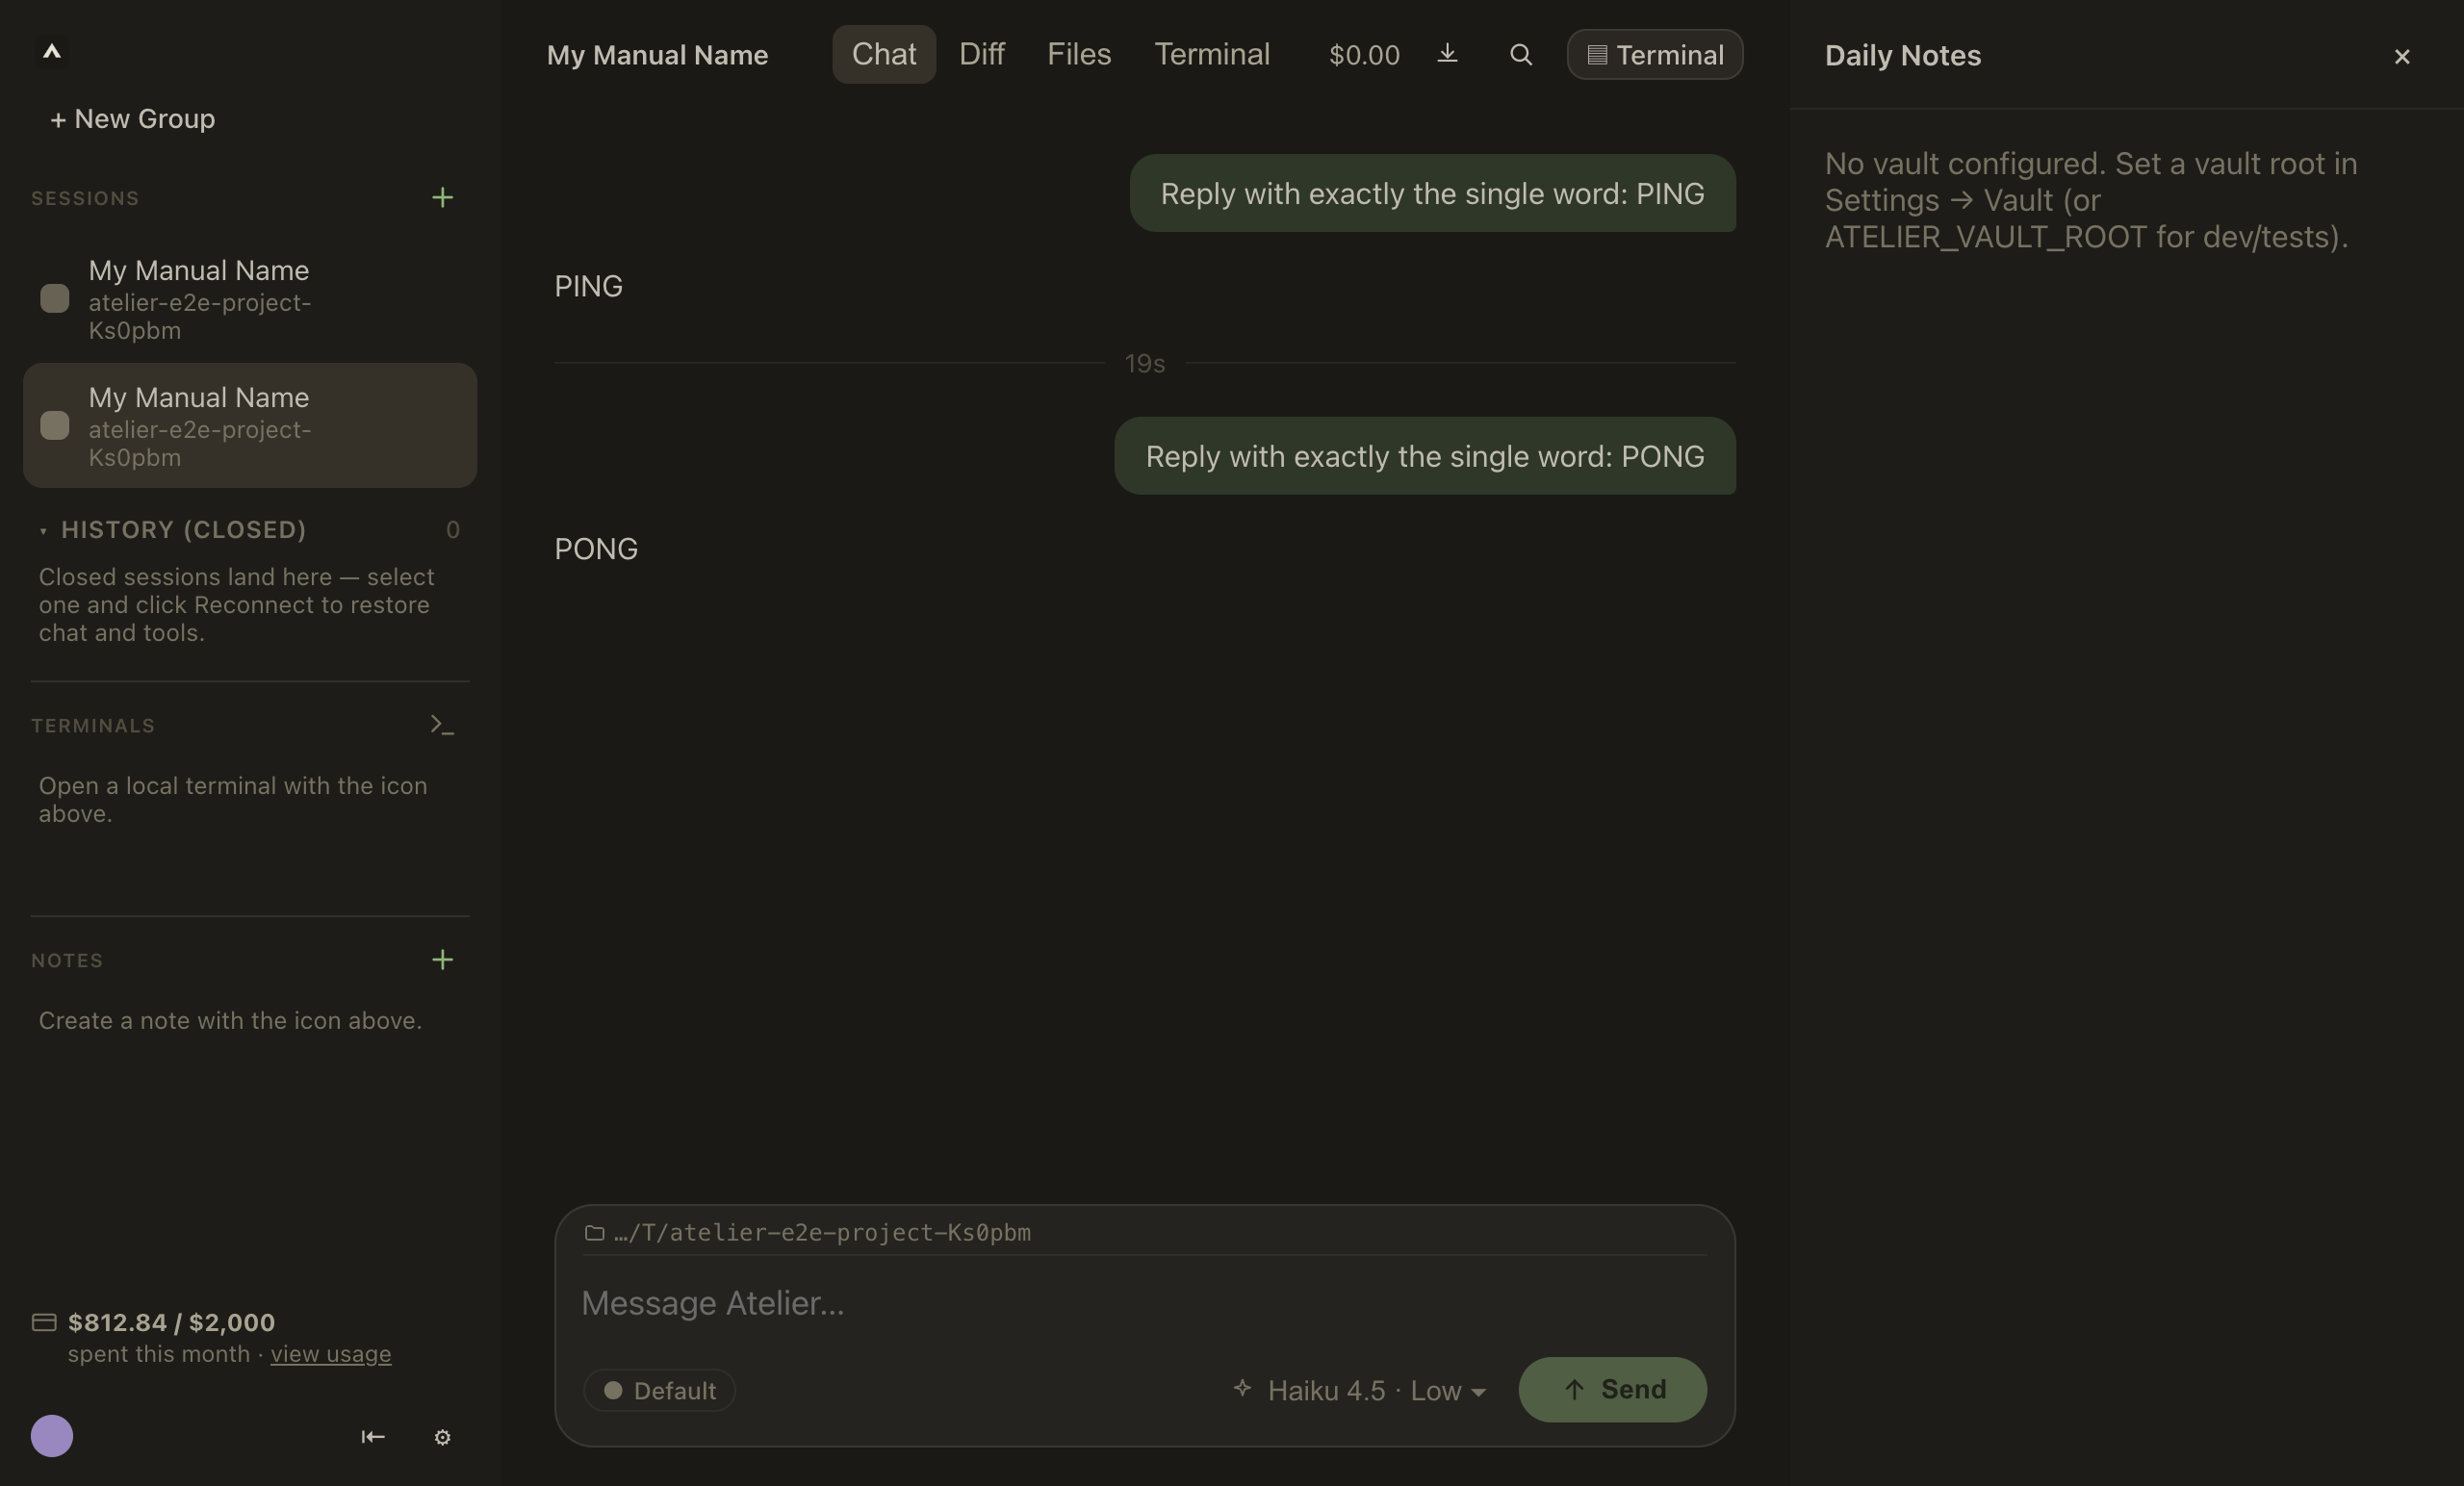 + New Group
SESSIONS
My Manual Name
atelier-e2e-project-
Ks0pbm
My Manual Name
atelier-e2e-project-
Ks0pbm
HISTORY (CLOSED) 0
Closed sessions land here — select
one and click Reconnect to restore
chat and tools.
TERMINALS
Open a local terminal with the icon
above.
NOTES
Create a note with the icon above.
$812.84 / $2,000
spent this month · view usage
My Manual Name Chat Diff Files Terminal $0.00 Terminal
Reply with exactly the single word: PING
PING
19s
Reply with exactly the single word: PONG
PONG
…/T/atelier-e2e-project-Ks0pbm
Message Atelier...
Default Haiku 4.5 · Low Send
Daily Notes
No vault configured. Set a vault root in
Settings → Vault (or
ATELIER_VAULT_ROOT for dev/tests).